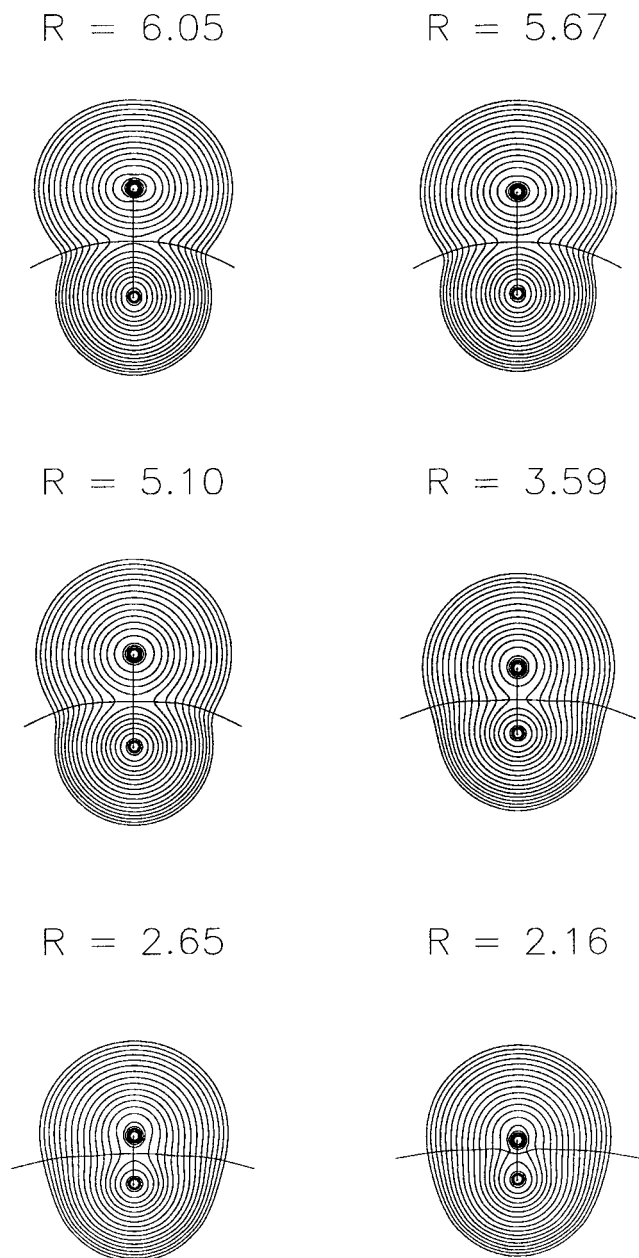 R = 6.05
R = 5.67
R = 5.10
R = 3.59
R = 2.65
R = 2.16